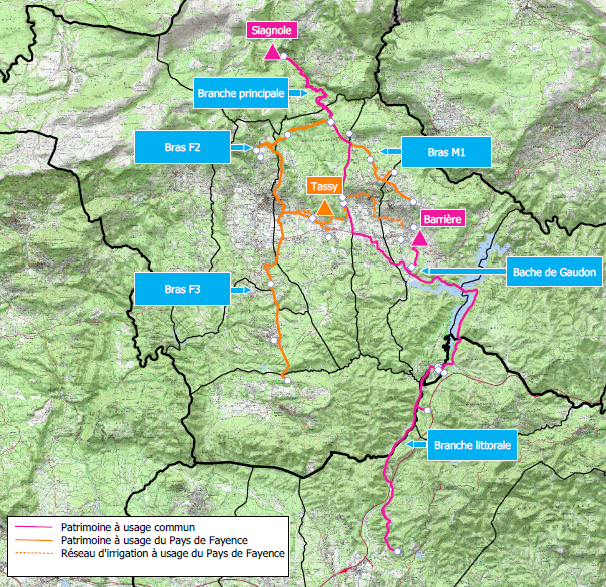 Siagnole
Branche principale
Bras F2
Bras M1
Tassy
Barrière
Bache de Gaudon
Bras F3
Branche littorale
Patrimoine à usage commun
Patrimoine à usage du Pays de Fayence
Réseau d'irrigation à usage du Pays de Fayence